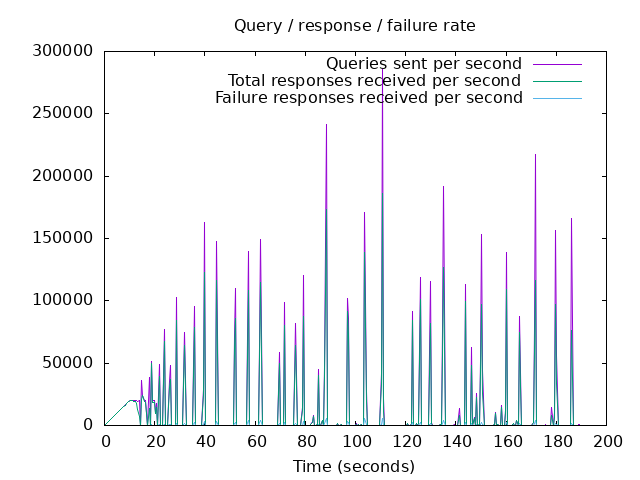 Query / response / failure rate
Queries sent per second
Total responses received per second
Failure responses received per second
300000
250000
200000
150000
100000
50000
0
0 20 40 60 80 100 120 140 160 180 200
Time (seconds)